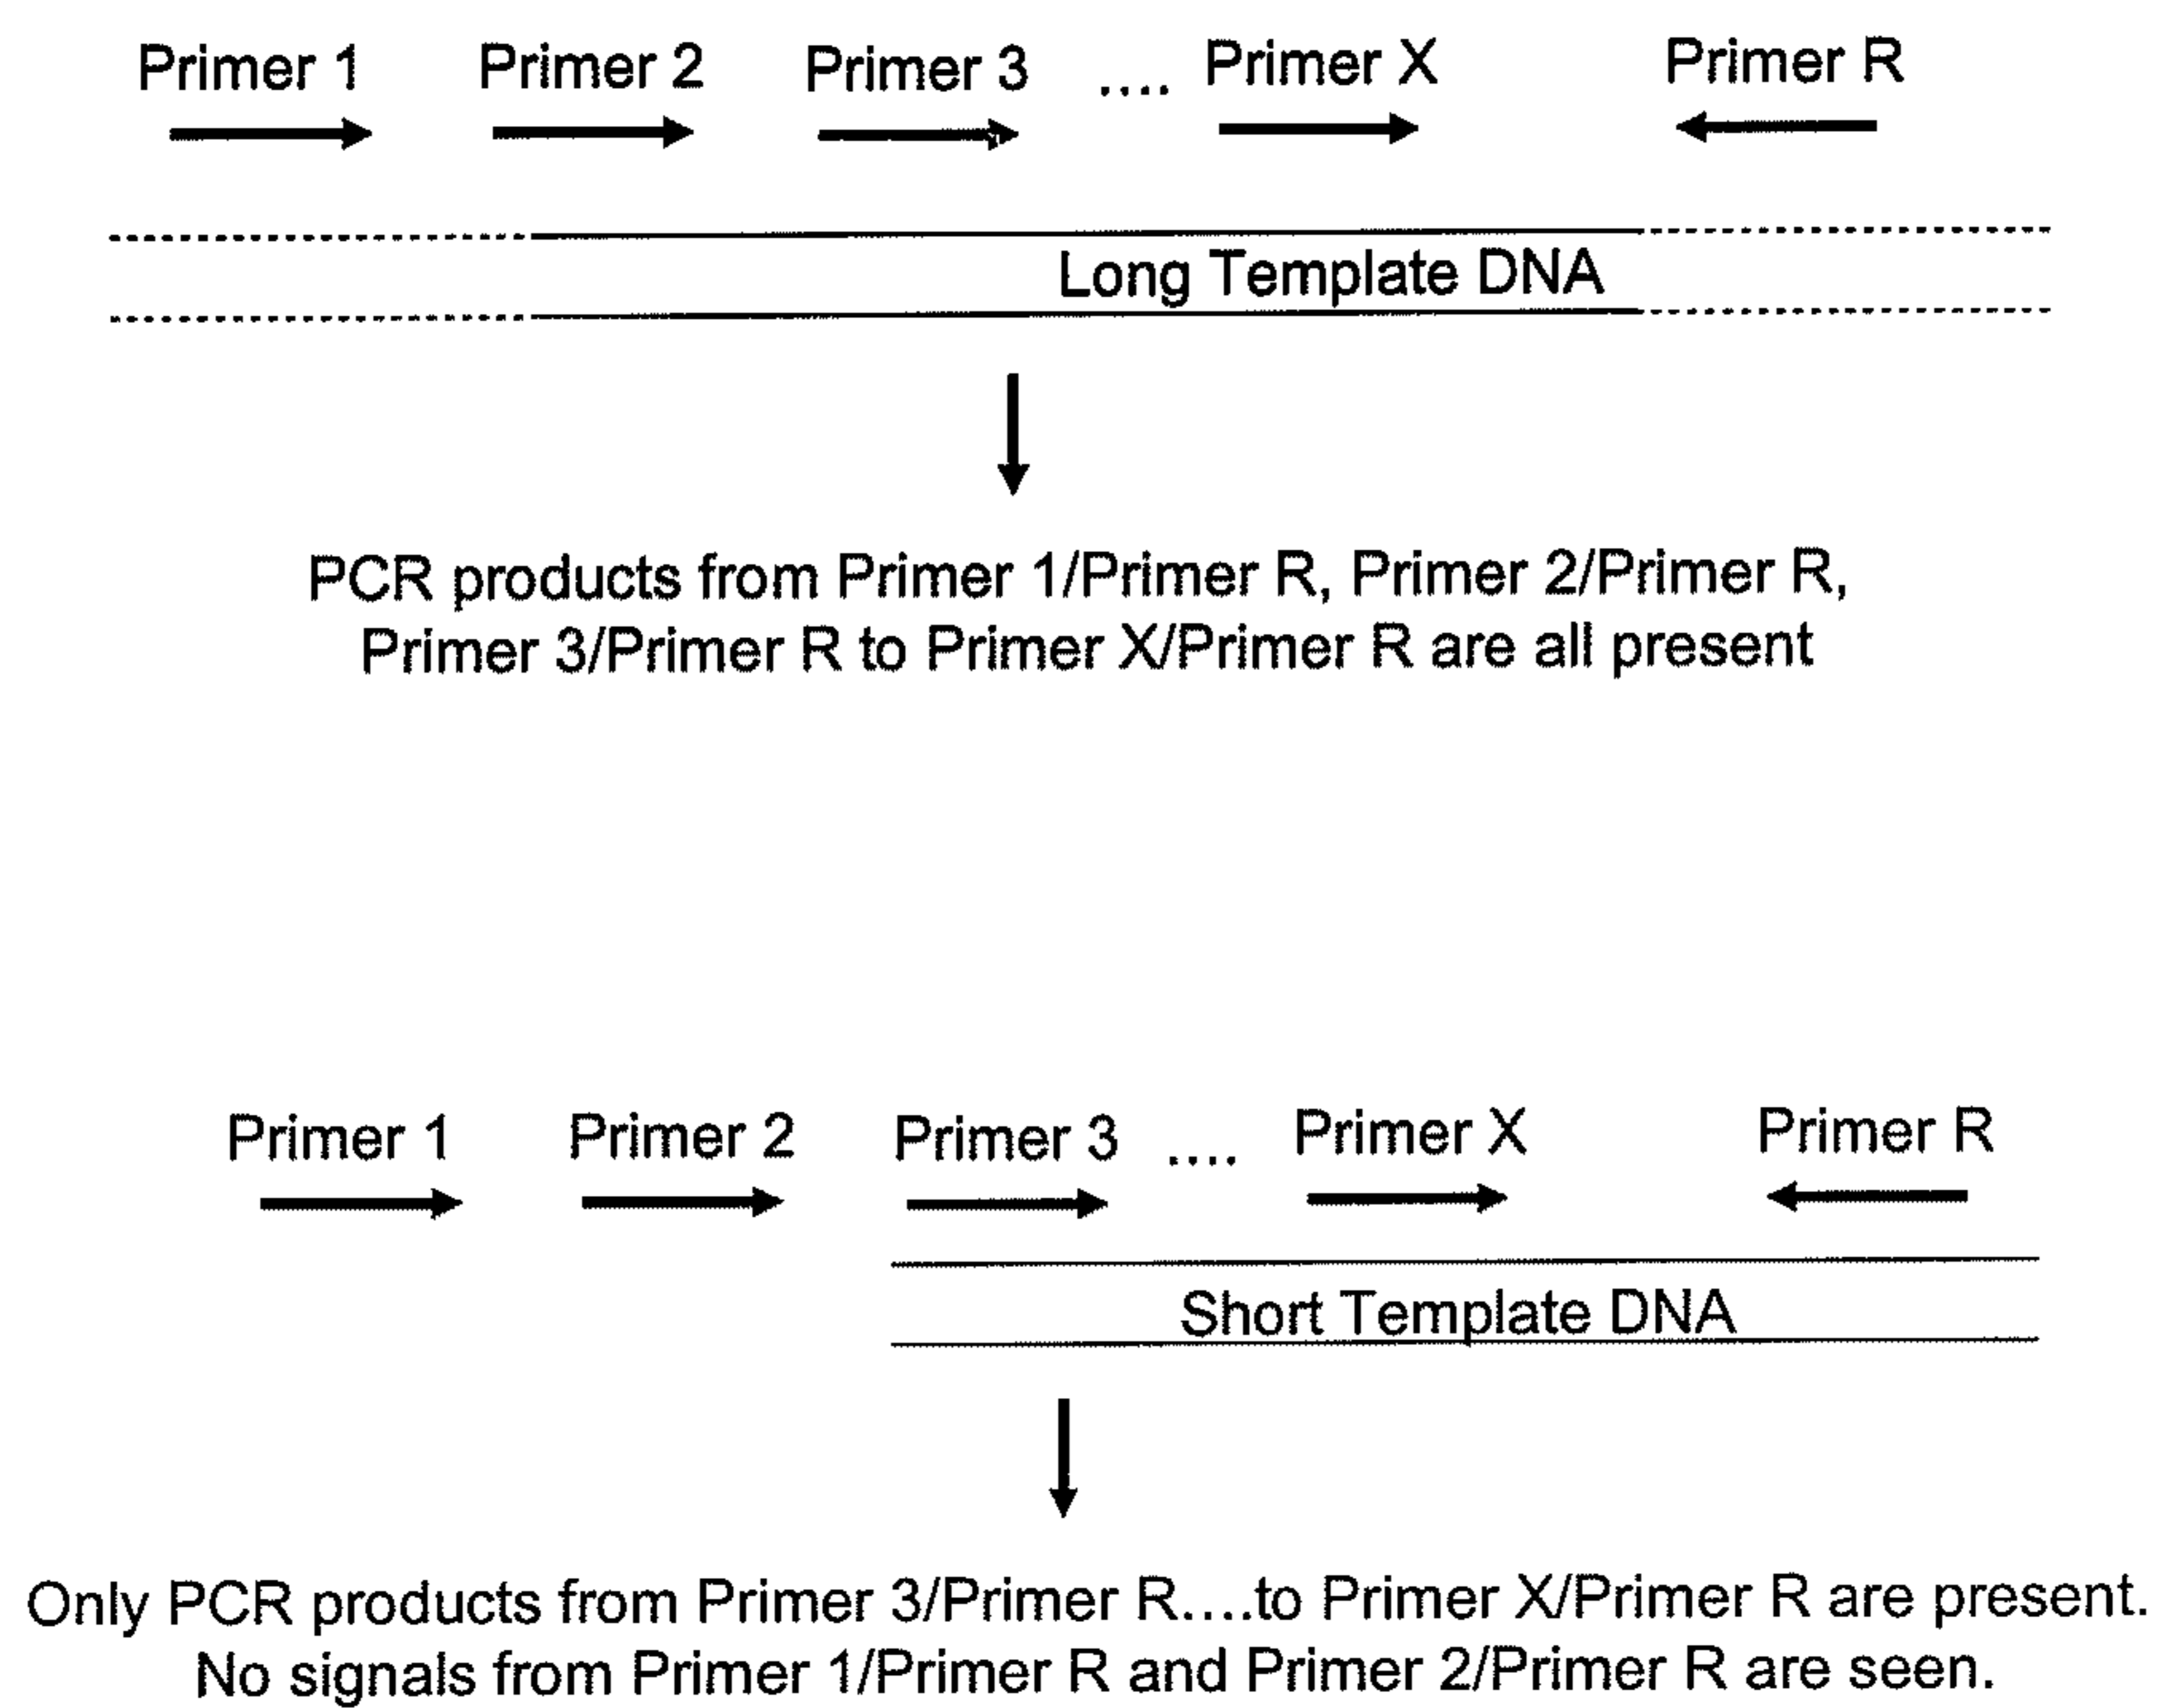 Primer 1 Primer 2 Primer 3 .... Primer X Primer R
Long Template DNA
PCR products from Primer 1/Primer R, Primer 2/Primer R,
Primer 3/Primer R to Primer X/Primer R are all present
Primer 1 Primer 2 Primer 3 .... Primer X Primer R
Short Template DNA
Only PCR products from Primer 3/Primer R....to Primer X/Primer R are present.
No signals from Primer 1/Primer R and Primer 2/Primer R are seen.